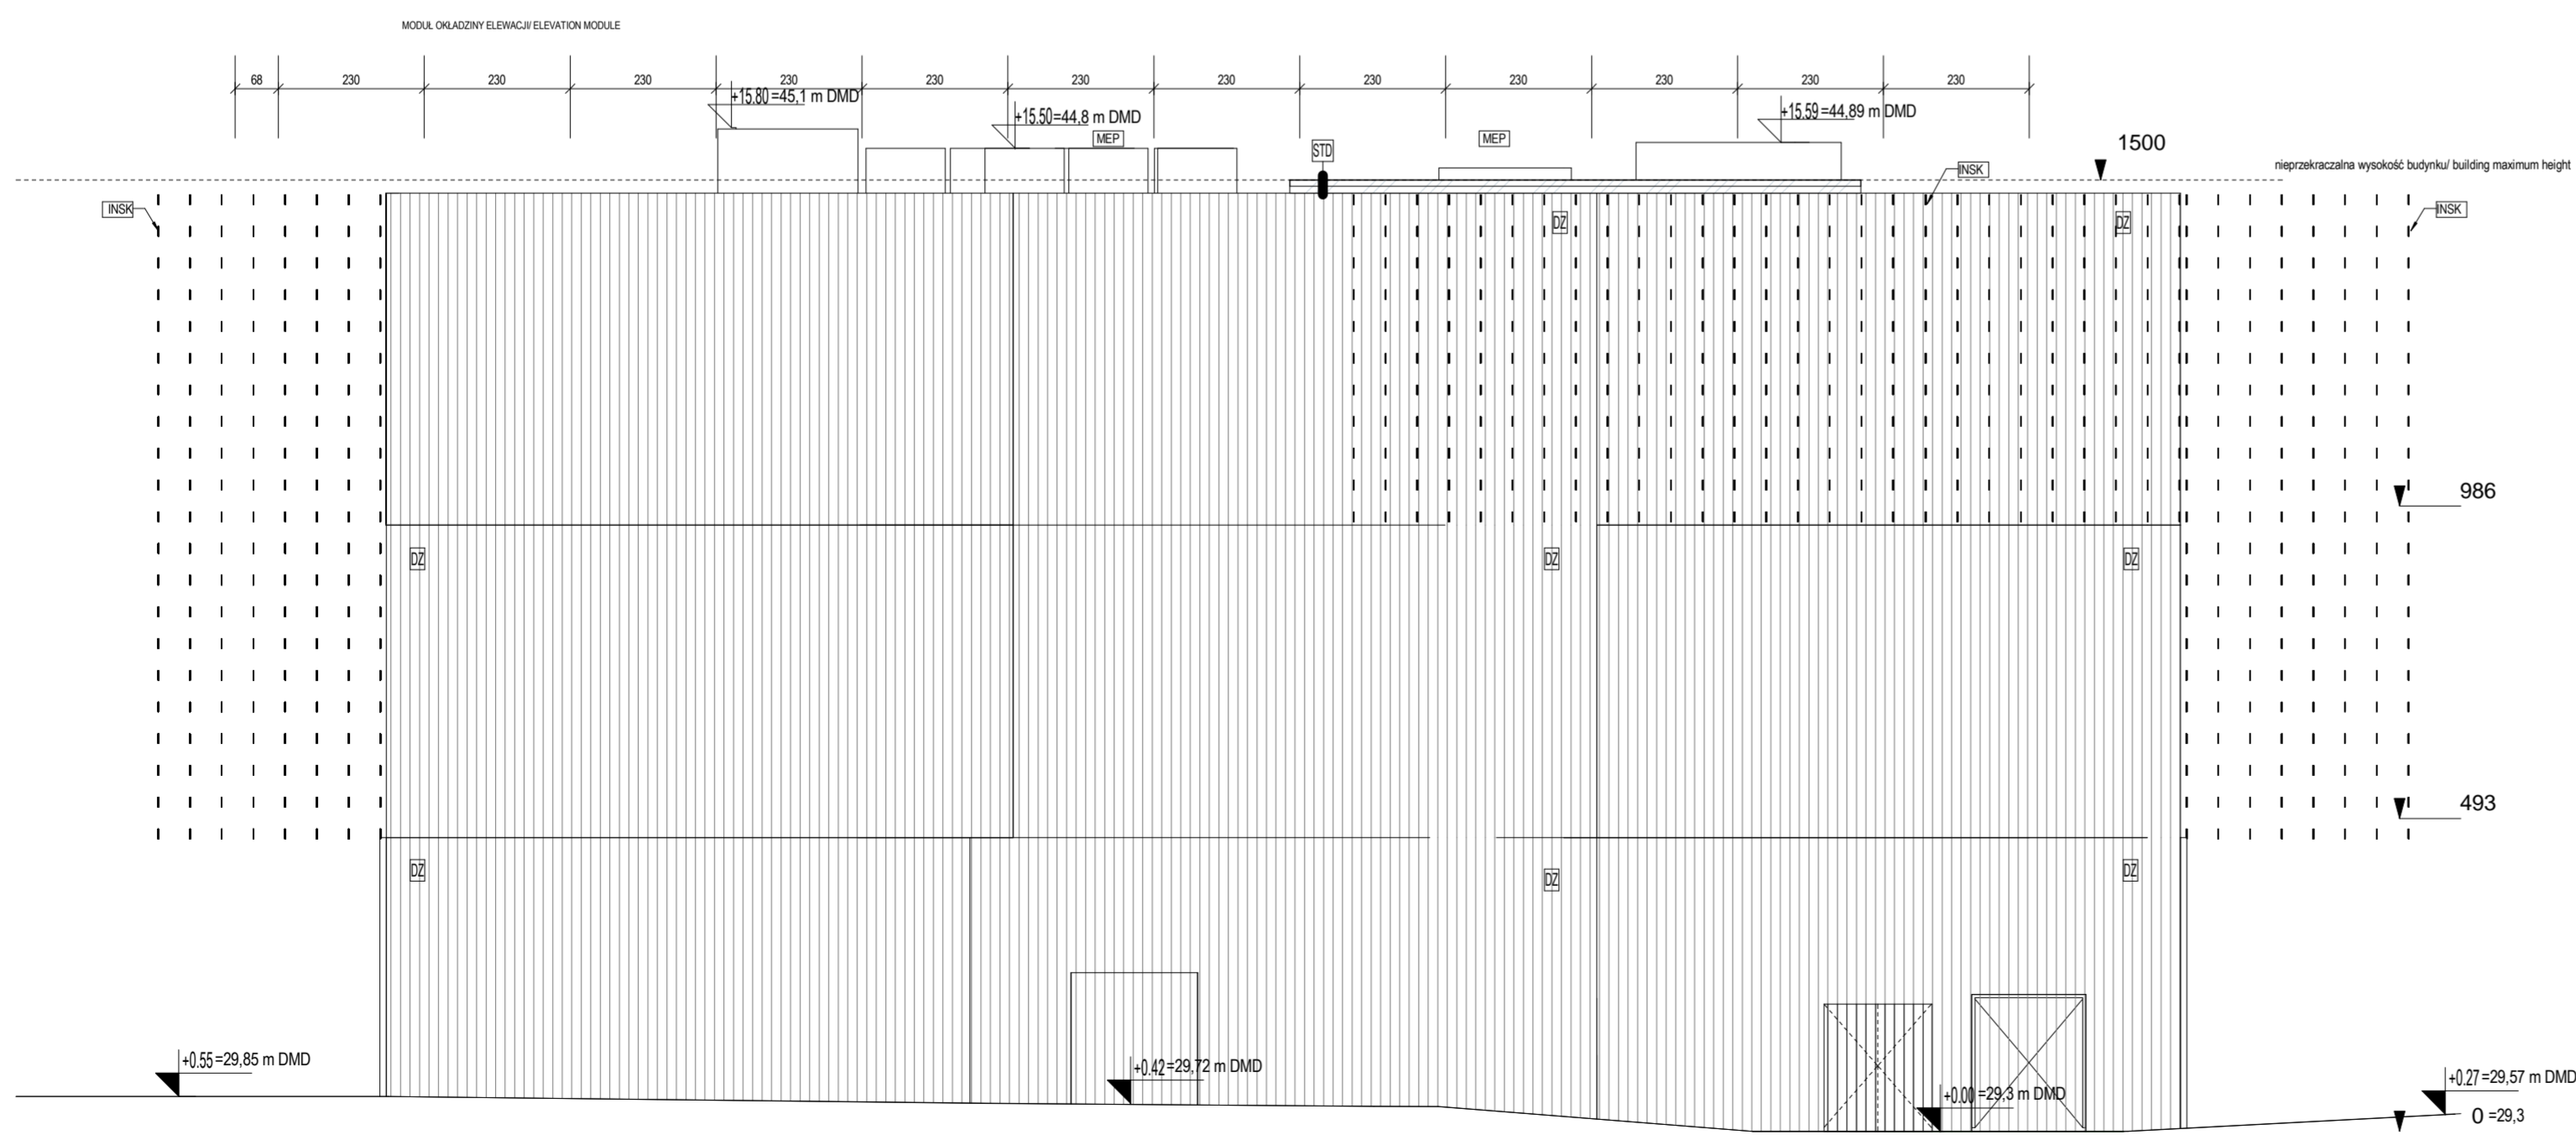 MODUŁ OKŁADZINY ELEWACJI/ ELEVATION MODULE
68 230 230 230 230 230 230 230 230 230 230 230 230
+15.80 =45,1 m DMD
+15.50=44,8 m DMD
+15.59 =44,89 m DMD
MEP MEP
STD
1500
nieprzekraczalna wysokość budynku/ building maximum height
INSK
INSK INSK
DZ DZ
986
DZ DZ DZ
493
DZ DZ DZ
+0.55 =29,85 m DMD
+0.42 =29,72 m DMD
+0.00 =29,3 m DMD
+0.27 =29,57 m DMD
0 =29,3